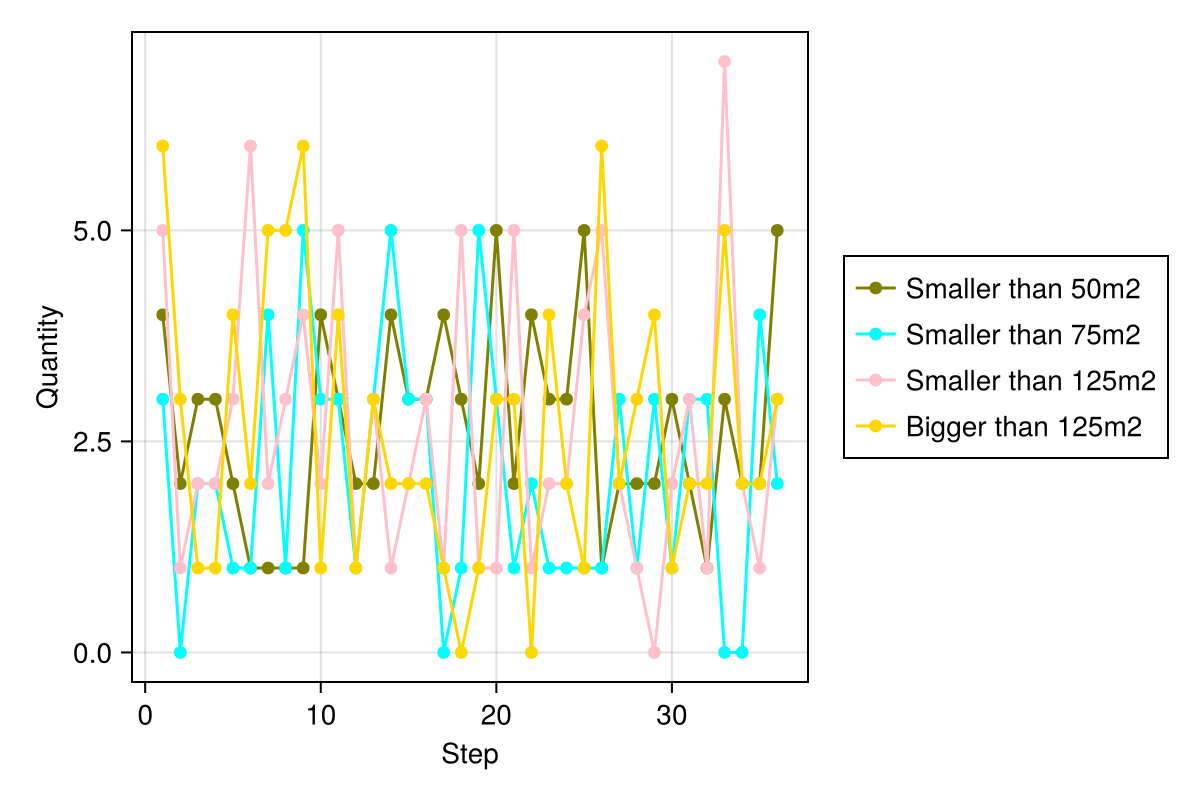 Quantity
5.0
2.5
0.0
0
10
20
30
Step
Smaller than 50m2
Smaller than 75m2
Smaller than 125m2
Bigger than 125m2